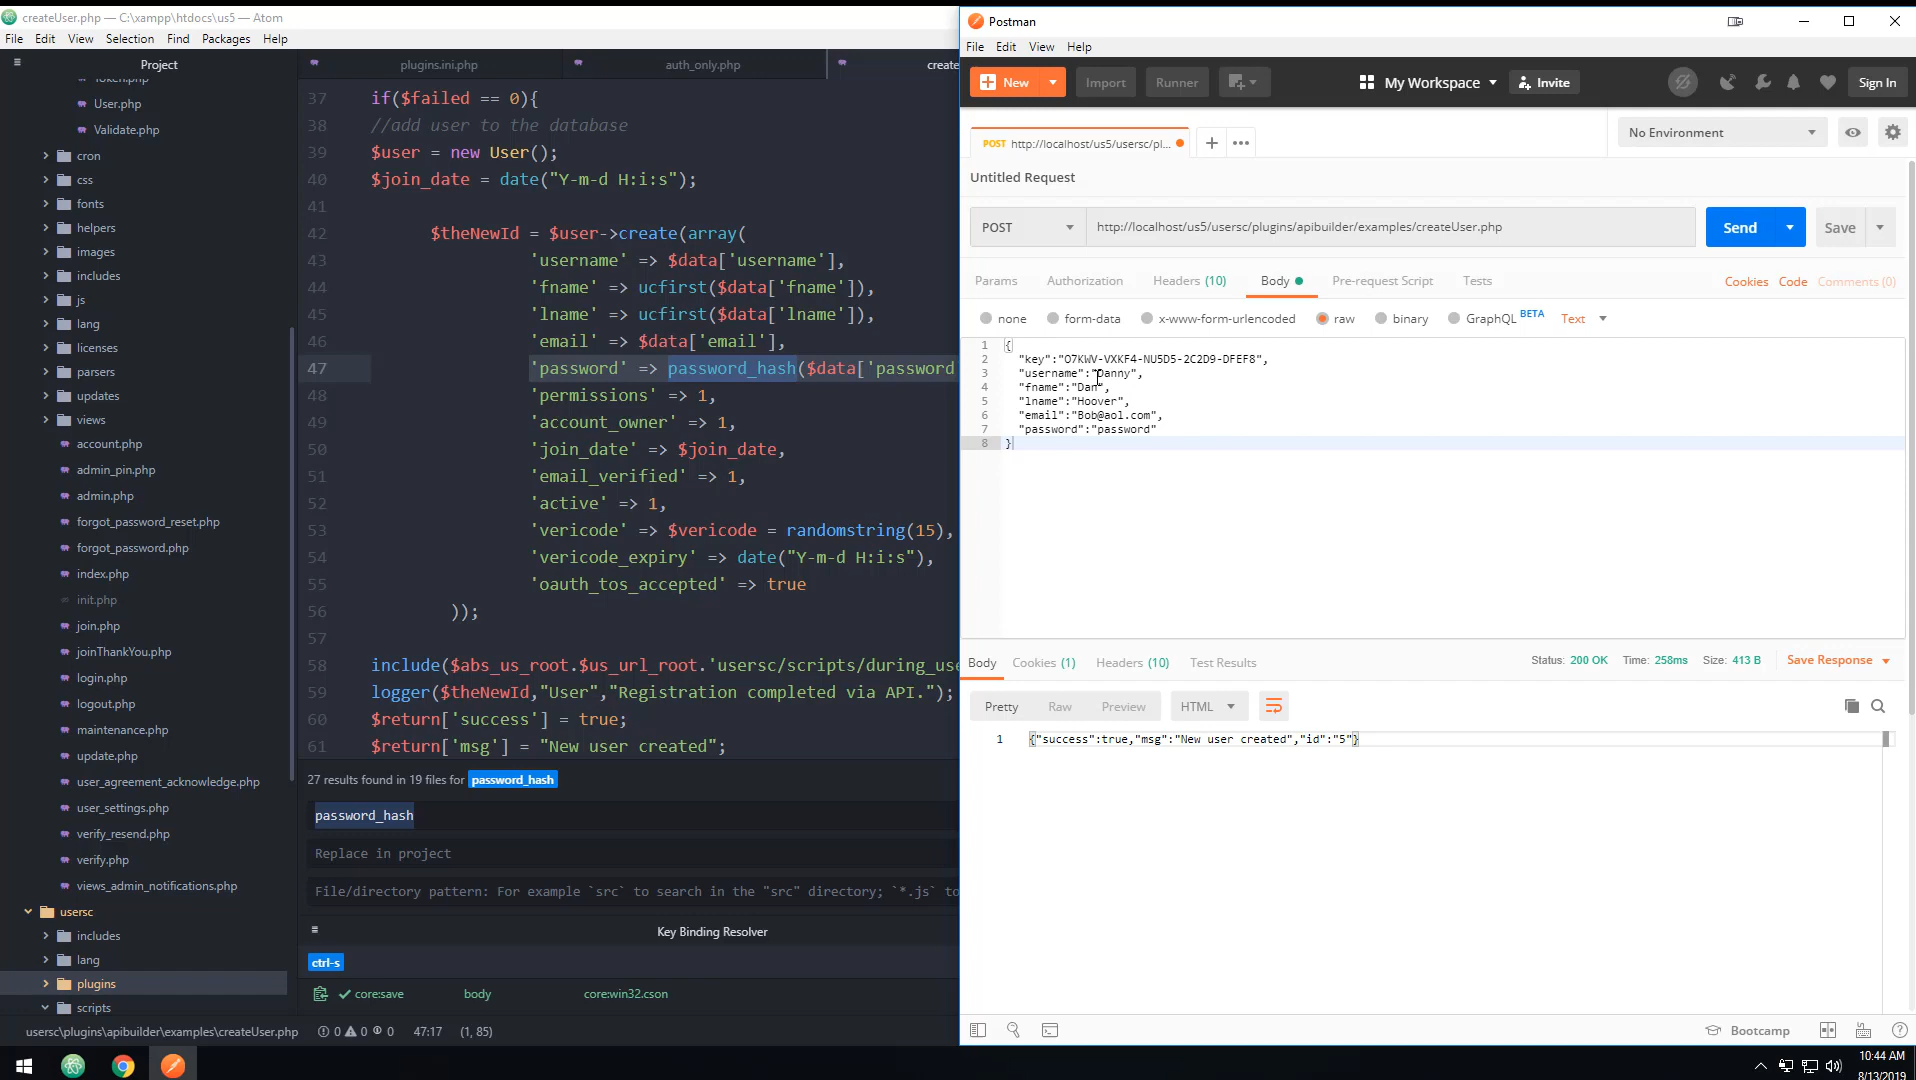 createUser.php — C:\xampp\htdocs\us5 — Atom
File Edit View Selection Find Packages Help
Project
Token.php
User.php
Validate.php
cron
css
fonts
helpers
images
includes
js
lang
licenses
parsers
updates
views
account.php
admin_pin.php
admin.php
forgot_password_reset.php
forgot_password.php
index.php
init.php
join.php
joinThankYou.php
login.php
logout.php
maintenance.php
update.php
user_agreement_acknowledge.php
user_settings.php
verify_resend.php
verify.php
views_admin_notifications.php
usersc
includes
lang
plugins
scripts
plugins.ini.php auth_only.php create
37 if($failed == 0){
38 //add user to the database
39 $user = new User();
40 $join_date = date("Y-m-d H:i:s");
41
42 $theNewId = $user->create(array(
43 'username' => $data['username'],
44 'fname' => ucfirst($data['fname']),
45 'lname' => ucfirst($data['lname']),
46 'email' => $data['email'],
47 'password' => password_hash($data['password
48 'permissions' => 1,
49 'account_owner' => 1,
50 'join_date' => $join_date,
51 'email_verified' => 1,
52 'active' => 1,
53 'vericode' => $vericode = randomstring(15),
54 'vericode_expiry' => date("Y-m-d H:i:s"),
55 'oauth_tos_accepted' => true
56 ));
57
58 include($abs_us_root.$us_url_root.'usersc/scripts/during_use
59 logger($theNewId,"User","Registration completed via API.");
60 $return['success'] = true;
61 $return['msg'] = "New user created";
27 results found in 19 files for password_hash
password_hash
Replace in project
File/directory pattern: For example `src` to search in the "src" directory; `*.js` to
Key Binding Resolver
ctrl-s
core:save body core:win32.cson
usersc\plugins\apibuilder\examples\createUser.php 0 0 0 47:17 (1, 85)
Postman
File Edit View Help
New Import Runner My Workspace Invite Sign In
POST http://localhost/us5/usersc/pl... + ••• No Environment
Untitled Request
POST http://localhost/us5/usersc/plugins/apibuilder/examples/createUser.php Send Save
Params Authorization Headers (10) Body Pre-request Script Tests Cookies Code Comments (0)
none form-data x-www-form-urlencoded raw binary GraphQL BETA Text
1 {
2 "key":"O7KWV-VXKF4-NU5D5-2C2D9-DFEF8",
3 "username":"Danny",
4 "fname":"Dan",
5 "lname":"Hoover",
6 "email":"Bob@aol.com",
7 "password":"password"
8 }
Body Cookies (1) Headers (10) Test Results Status: 200 OK Time: 258ms Size: 413 B Save Response
Pretty Raw Preview HTML
1 {"success":true,"msg":"New user created","id":"5"}
Bootcamp
10:44 AM
8/13/2019